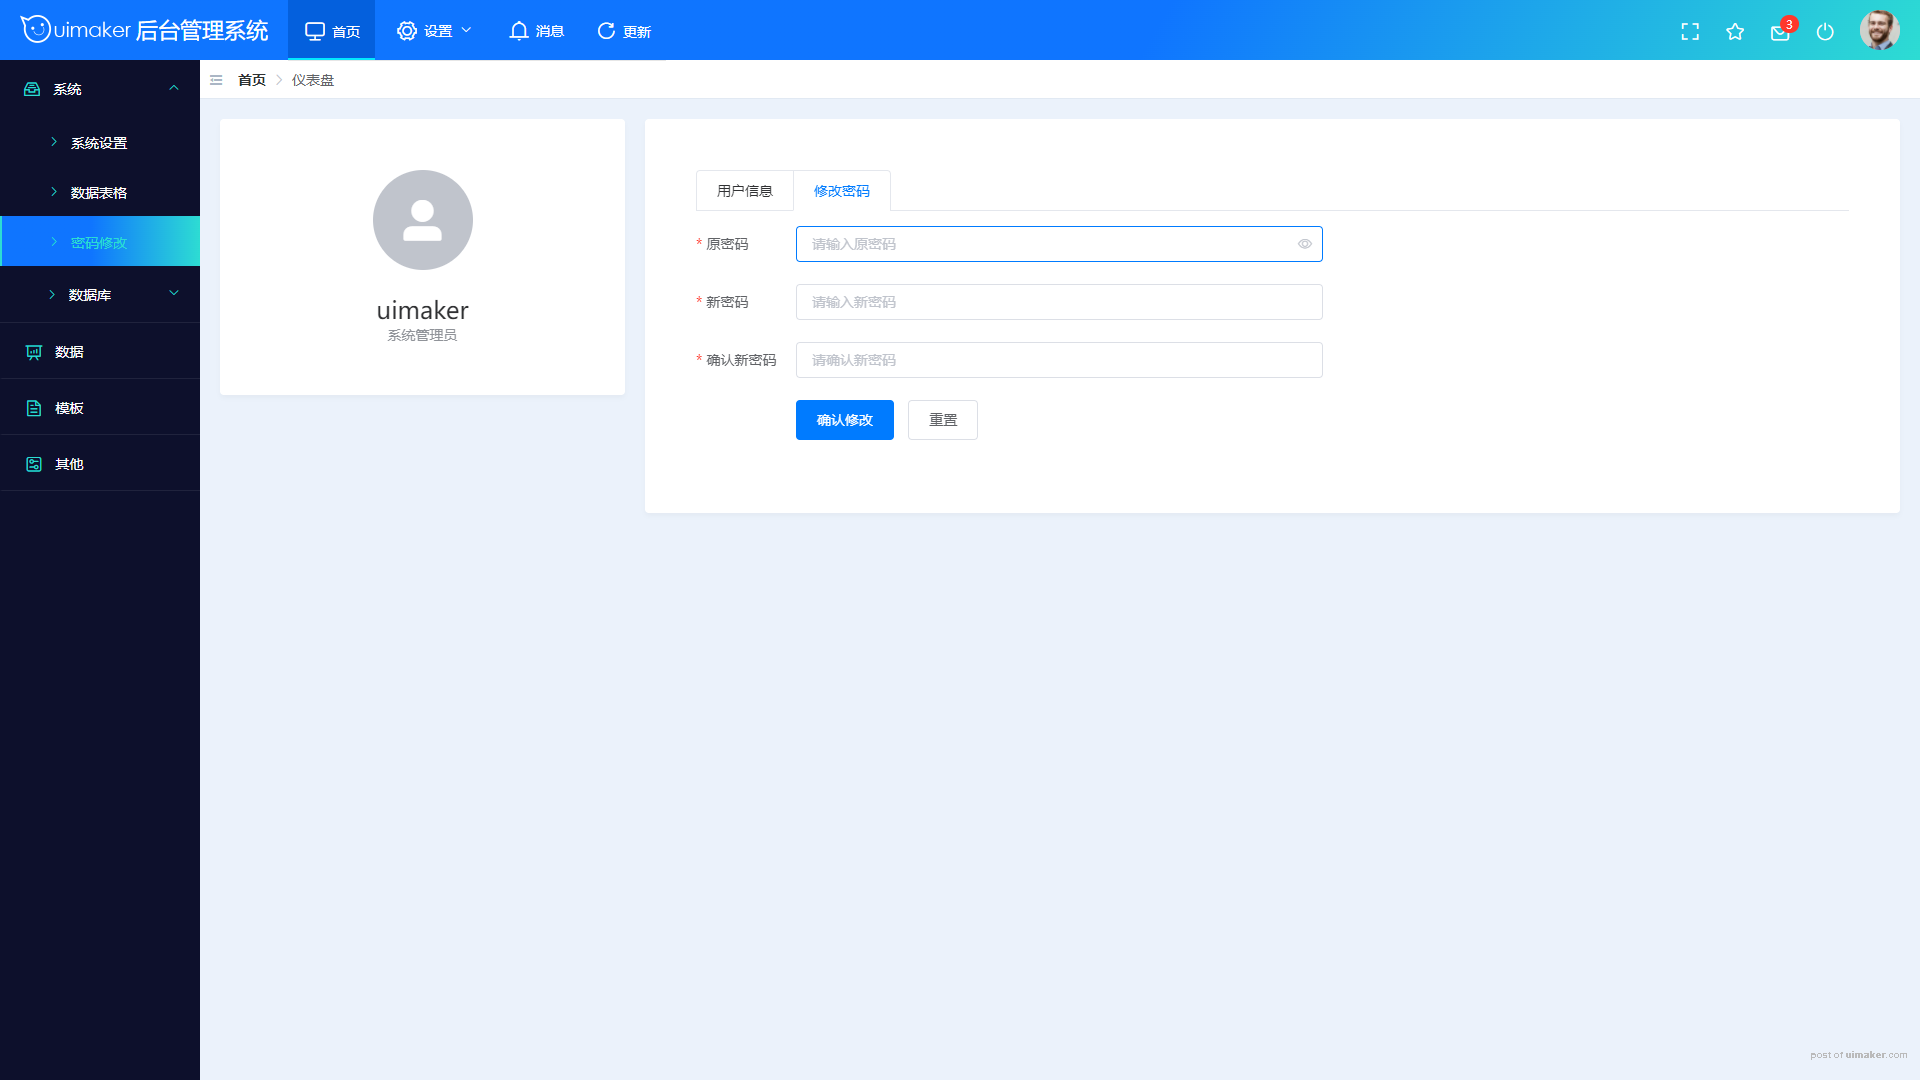 uimaker 后台管理系统
首页
设置
消息
更新
3
系统
系统设置
数据表格
密码修改
数据库
数据
模板
其他
首页 仪表盘
uimaker
系统管理员
用户信息
修改密码
* 原密码
请输入原密码
* 新密码
请输入新密码
* 确认新密码
请确认新密码
确认修改
重置
post of uimaker.com